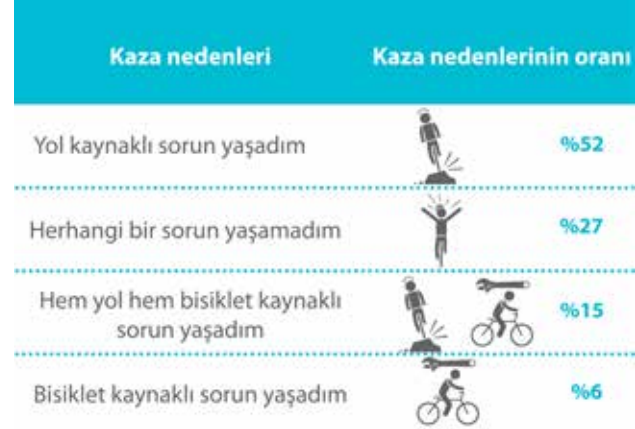 Kaza nedenleri Kaza nedenlerinin oranı
Yol kaynaklı sorun yaşadım %52
Herhangi bir sorun yaşamadım %27
Hem yol hem bisiklet kaynaklı
sorun yaşadım %15
Bisiklet kaynaklı sorun yaşadım %6